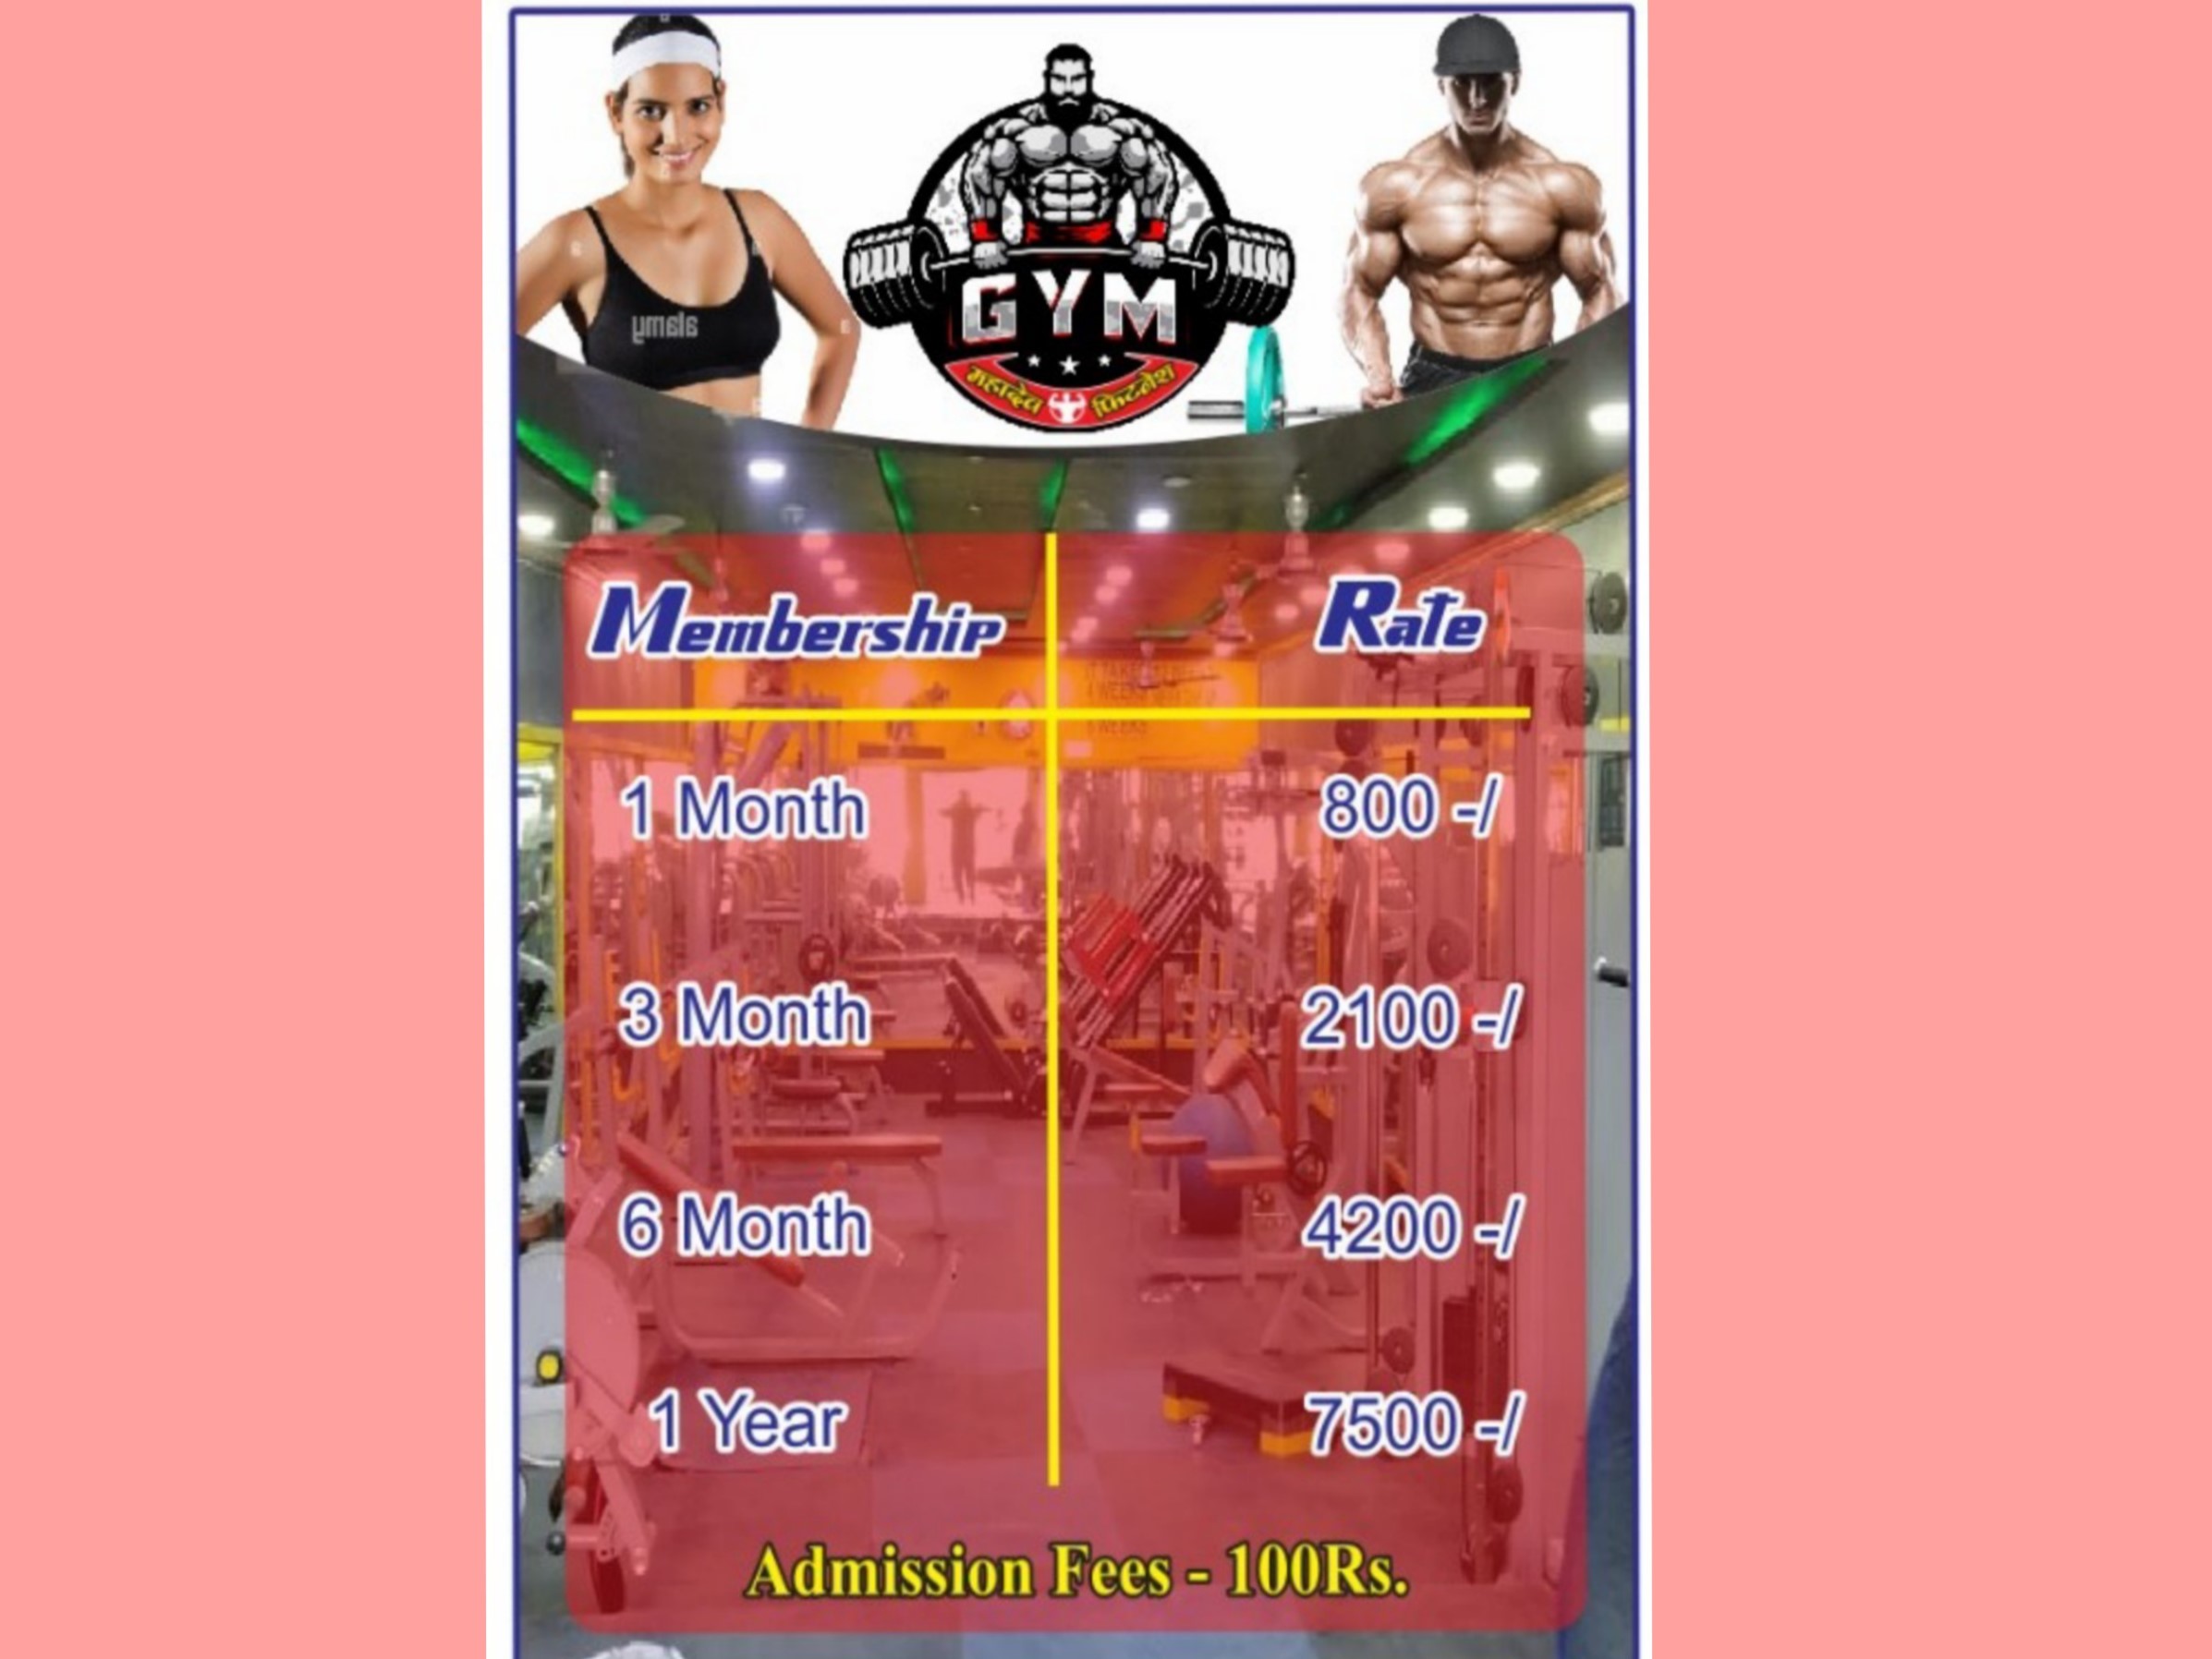 alamy
GYM
महादेव फिटनेश
Membership Rate
1 Month 800 -/
3 Month 2100 -/
6 Month 4200 -/
1 Year 7500 -/
Admission Fees - 100Rs.